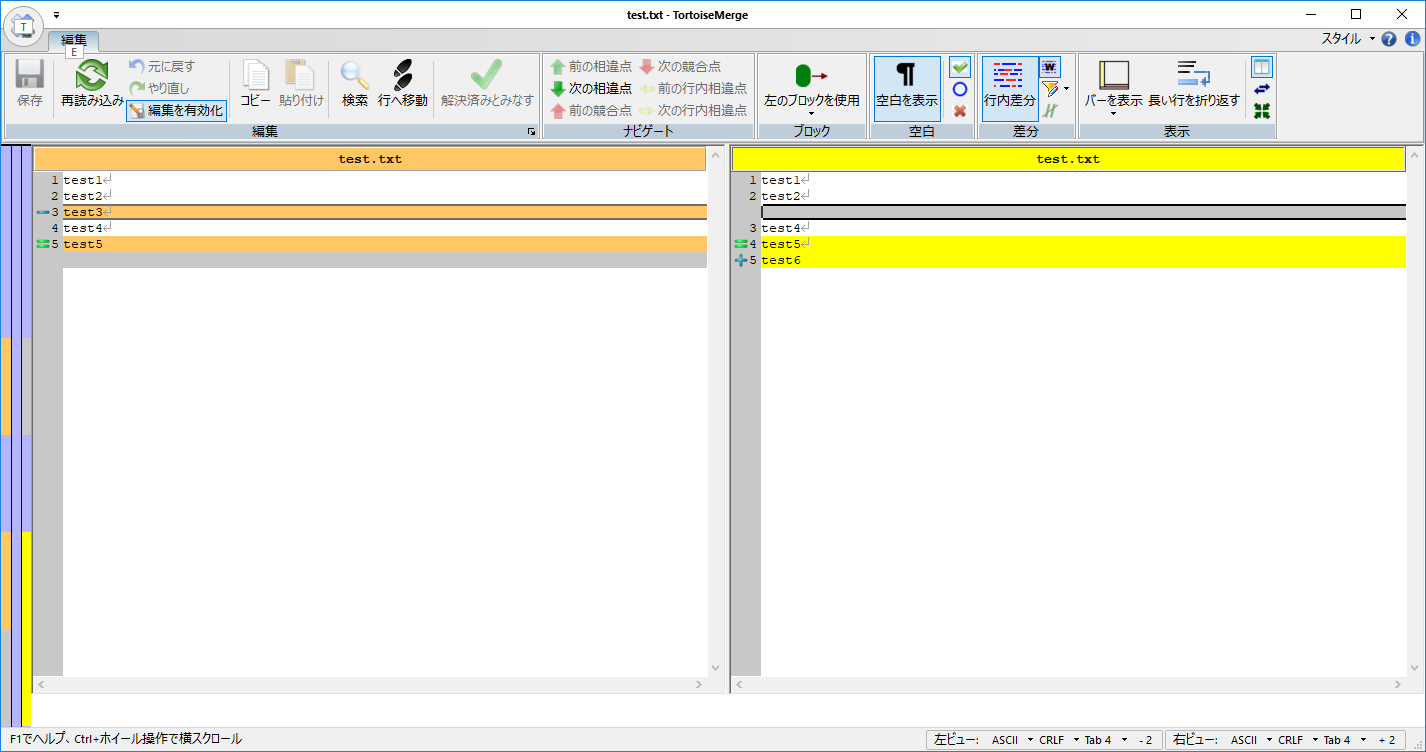 test.txt - TortoiseMerge
T
編集
E
スタイル
保存
再読み込み
元に戻す
やり直し
編集を有効化
コピー
貼り付け
検索
行へ移動
解決済みとみなす
編集
前の相違点
次の相違点
前の競合点
次の競合点
前の行内相違点
次の行内相違点
ナビゲート
左のブロックを使用
ブロック
空白を表示
空白
行内差分
W
差分
バーを表示
長い行を折り返す
表示
test.txt
1 test1
2 test2
3 test3
4 test4
5 test5
test.txt
1 test1
2 test2
3 test4
4 test5
5 test6
F1でヘルプ、Ctrl+ホイール操作で横スクロール
左ビュー: ASCII CRLF Tab 4 - 2
右ビュー: ASCII CRLF Tab 4 + 2